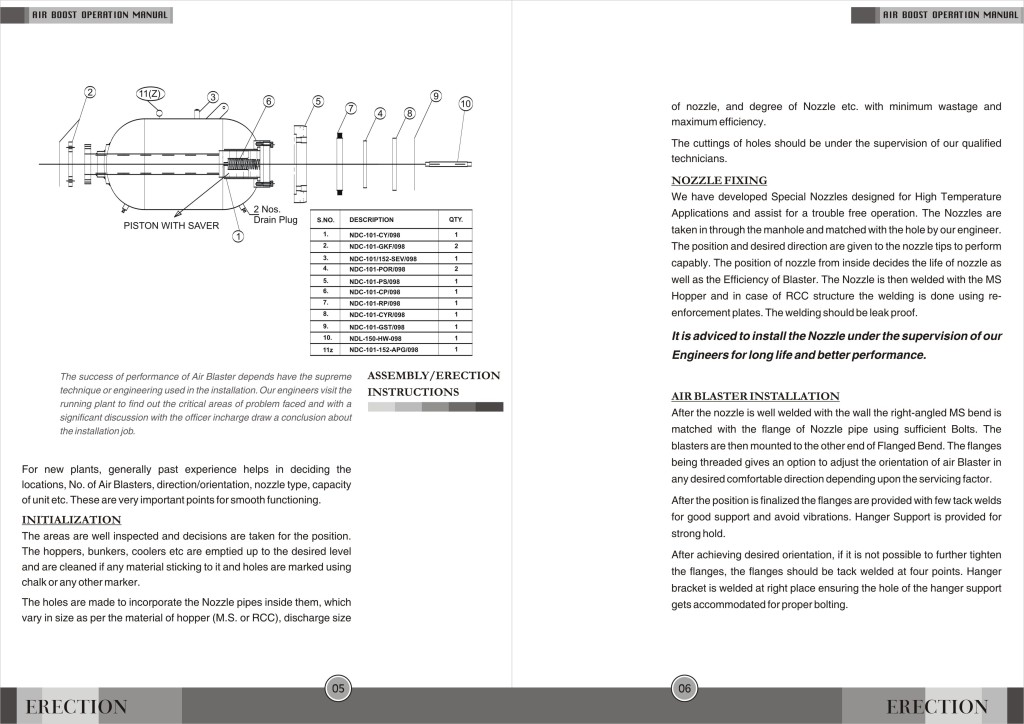 AIR BOOST OPERATION MANUAL
2
11(Z)
3
6
5
7
4
8
9
10
2 Nos.
Drain Plug
PISTON WITH SAVER
1
S.NO. DESCRIPTION QTY.
1. NDC-101-CY/098 1
2. NDC-101-GKF/098 2
3. NDC-101/152-SEV/098 1
4. NDC-101-POR/098 2
5. NDC-101-PS/098 1
6. NDC-101-CP/098 1
7. NDC-101-RP/098 1
8. NDC-101-CYR/098 1
9. NDC-101-GST/098 1
10. NDL-150-HW-098 1
11z NDC-101-152-APG/098 1
The success of performance of Air Blaster depends have the supreme
technique or engineering used in the installation. Our engineers visit the
running plant to find out the critical areas of problem faced and with a
significant discussion with the officer incharge draw a conclusion about
the installation job.
ASSEMBLY/ERECTION
INSTRUCTIONS
For new plants, generally past experience helps in deciding the
locations, No. of Air Blasters, direction/orientation, nozzle type, capacity
of unit etc. These are very important points for smooth functioning.
INITIALIZATION
The areas are well inspected and decisions are taken for the position.
The hoppers, bunkers, coolers etc are emptied up to the desired level
and are cleaned if any material sticking to it and holes are marked using
chalk or any other marker.
The holes are made to incorporate the Nozzle pipes inside them, which
vary in size as per the material of hopper (M.S. or RCC), discharge size
05
ERECTION
AIR BOOST OPERATION MANUAL
of nozzle, and degree of Nozzle etc. with minimum wastage and
maximum efficiency.
The cuttings of holes should be under the supervision of our qualified
technicians.
NOZZLE FIXING
We have developed Special Nozzles designed for High Temperature
Applications and assist for a trouble free operation. The Nozzles are
taken in through the manhole and matched with the hole by our engineer.
The position and desired direction are given to the nozzle tips to perform
capably. The position of nozzle from inside decides the life of nozzle as
well as the Efficiency of Blaster. The Nozzle is then welded with the MS
Hopper and in case of RCC structure the welding is done using re-
enforcement plates. The welding should be leak proof.
It is adviced to install the Nozzle under the supervision of our
Engineers for long life and better performance.
AIR BLASTER INSTALLATION
After the nozzle is well welded with the wall the right-angled MS bend is
matched with the flange of Nozzle pipe using sufficient Bolts. The
blasters are then mounted to the other end of Flanged Bend. The flanges
being threaded gives an option to adjust the orientation of air Blaster in
any desired comfortable direction depending upon the servicing factor.
After the position is finalized the flanges are provided with few tack welds
for good support and avoid vibrations. Hanger Support is provided for
strong hold.
After achieving desired orientation, if it is not possible to further tighten
the flanges, the flanges should be tack welded at four points. Hanger
bracket is welded at right place ensuring the hole of the hanger support
gets accommodated for proper bolting.
06
ERECTION